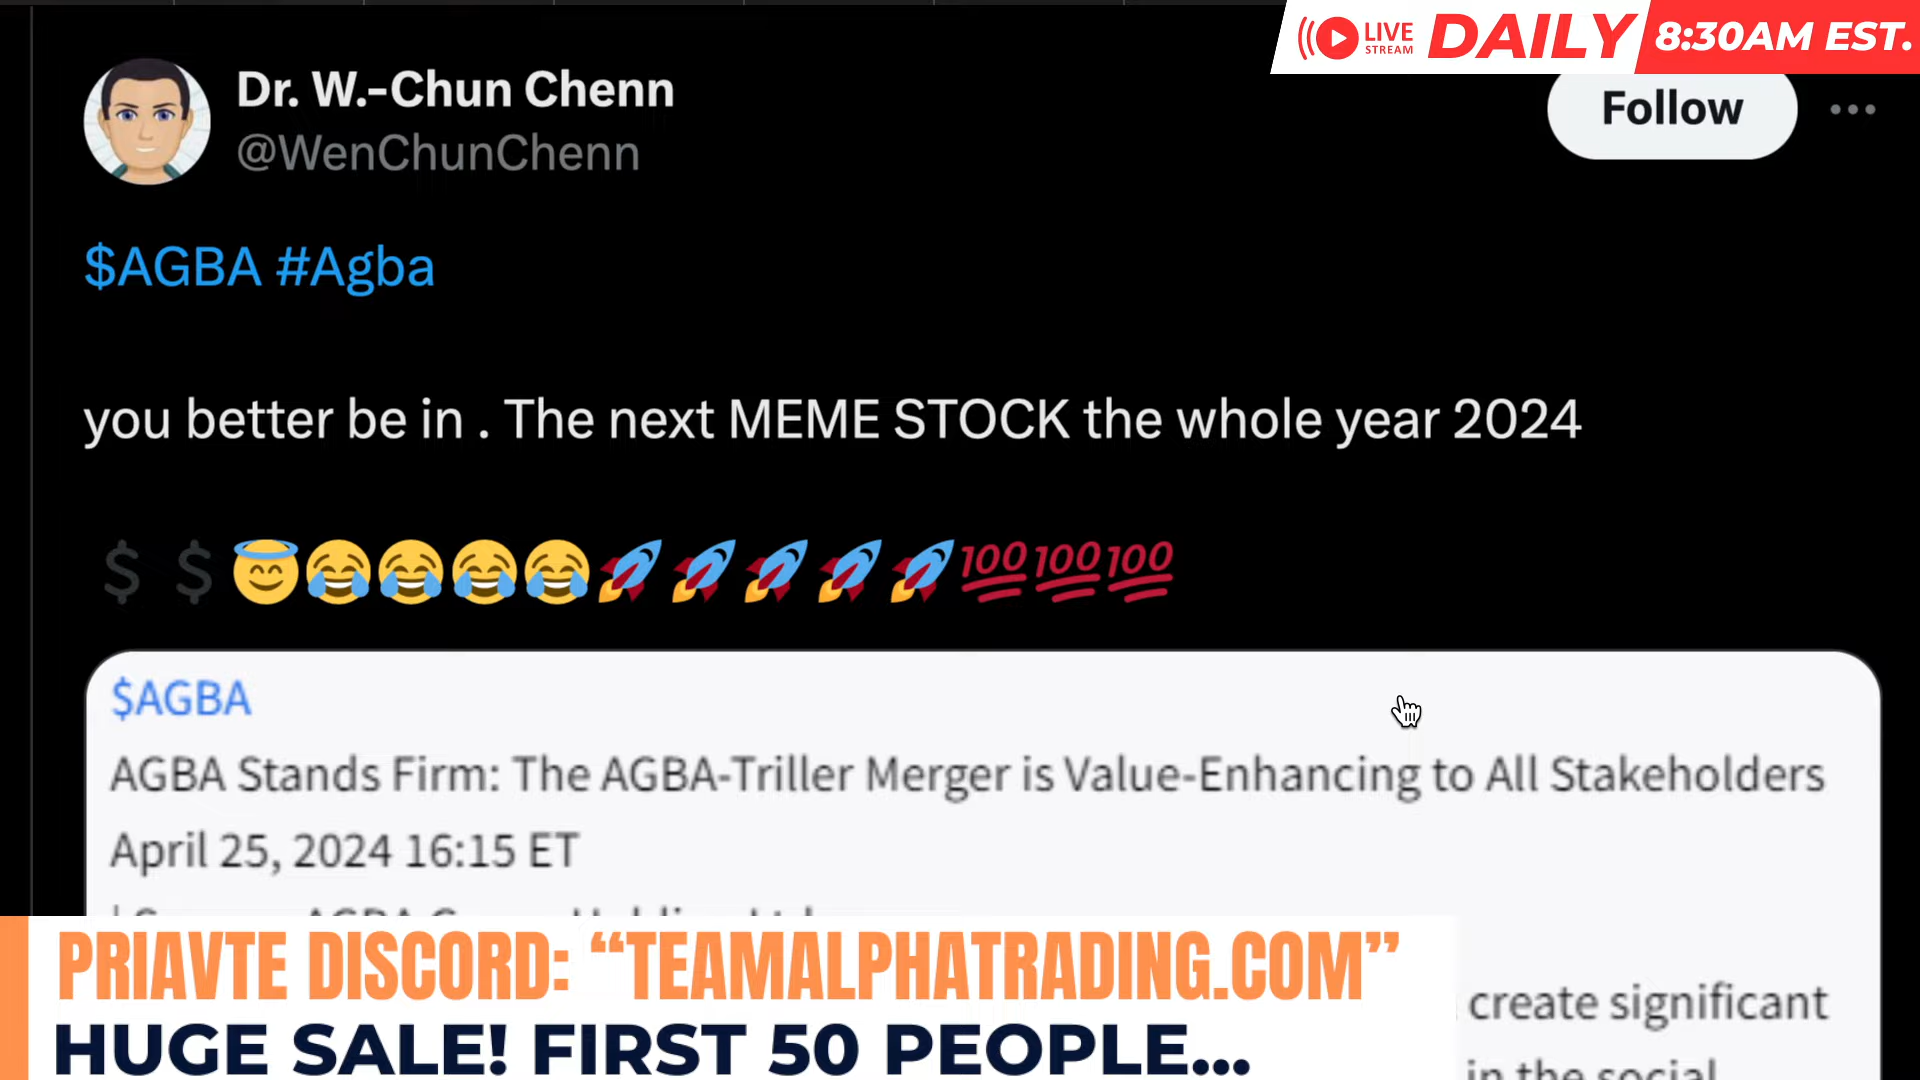 LIVE
STREAM
DAILY
8:30AM EST.
Dr. W.-Chun Chenn
@WenChunChenn
Follow
$AGBA #Agba
you better be in . The next MEME STOCK the whole year 2024
$ $😇😂😂😂😂🚀🚀🚀🚀🚀💯💯💯
$AGBA
AGBA Stands Firm: The AGBA-Triller Merger is Value-Enhancing to All Stakeholders
April 25, 2024 16:15 ET
PRIAVTE DISCORD: “TEAMALPHATRADING.COM”
HUGE SALE! FIRST 50 PEOPLE...
create significant
in the social